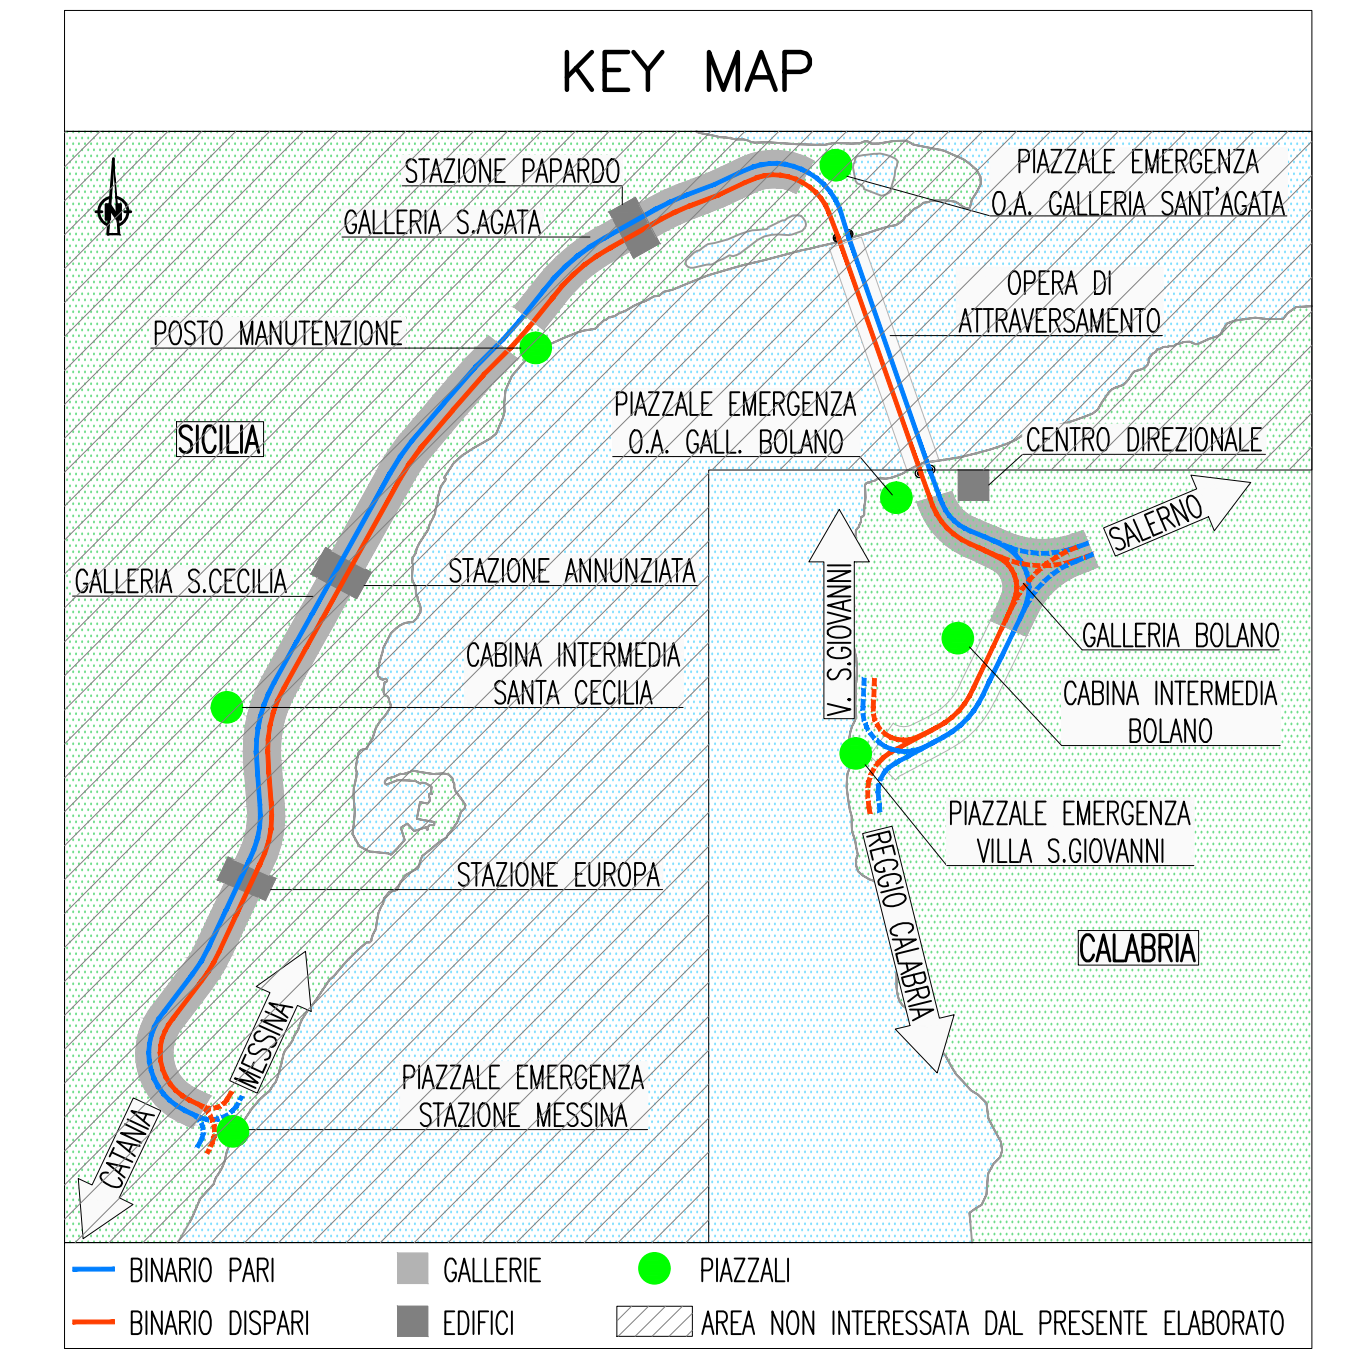 KEY MAP
N
STAZIONE PAPARDO
GALLERIA S.AGATA
PIAZZALE EMERGENZA
O.A. GALLERIA SANT'AGATA
OPERA DI
ATTRAVERSAMENTO
POSTO MANUTENZIONE
SICILIA
PIAZZALE EMERGENZA
O.A. GALL. BOLANO
CENTRO DIREZIONALE
SALERNO
STAZIONE ANNUNZIATA
GALLERIA S.CECILIA
V. S.GIOVANNI
GALLERIA BOLANO
CABINA INTERMEDIA
SANTA CECILIA
CABINA INTERMEDIA
BOLANO
PIAZZALE EMERGENZA
VILLA S.GIOVANNI
STAZIONE EUROPA
REGGIO CALABRIA
CALABRIA
MESSINA
PIAZZALE EMERGENZA
STAZIONE MESSINA
CATANIA
BINARIO PARI
GALLERIE
PIAZZALI
BINARIO DISPARI
EDIFICI
AREA NON INTERESSATA DAL PRESENTE ELABORATO